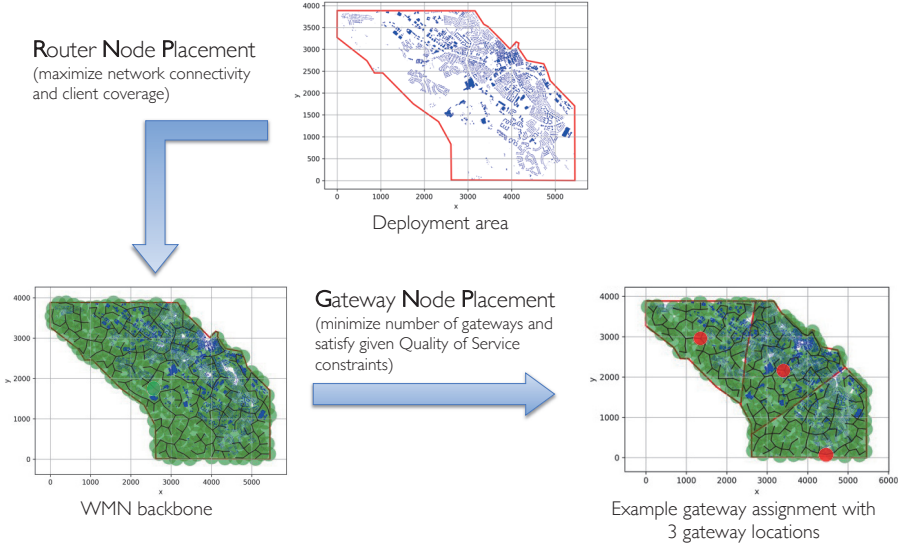 Router Node Placement
(maximize network connectivity
and client coverage)
4000
3500
3000
2500
2000
1500
1000
500
0
y
0 1000 2000 3000 4000 5000
x
Deployment area
Gateway Node Placement
(minimize number of gateways and
satisfy given Quality of Service
constraints)
4000
3000
2000
1000
0
y
0 1000 2000 3000 4000 5000
x
WMN backbone
4000
3000
2000
1000
0
y
0 1000 2000 3000 4000 5000 6000
x
Example gateway assignment with
3 gateway locations